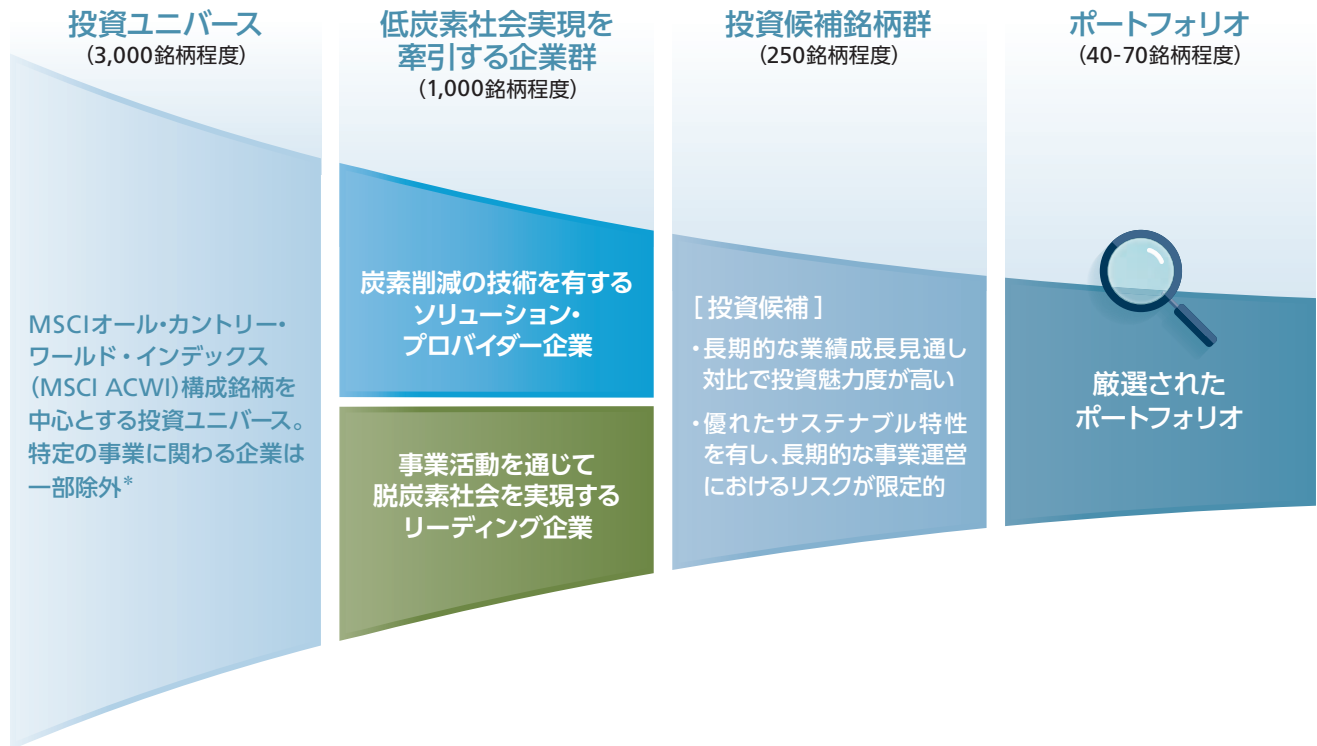 投資ユニバース
(3,000銘柄程度)
MSCIオール・カントリー・
ワールド・インデックス
(MSCI ACWI)構成銘柄を
中心とする投資ユニバース。
特定の事業に関わる企業は
一部除外*
低炭素社会実現を
牽引する企業群
(1,000銘柄程度)
炭素削減の技術を有する
ソリューション・
プロバイダー企業
事業活動を通じて
脱炭素社会を実現する
リーディング企業
投資候補銘柄群
(250銘柄程度)
[投資候補]
・長期的な業績成長見通し
対比で投資魅力度が高い
・優れたサステナブル特性
を有し、長期的な事業運営
におけるリスクが限定的
ポートフォリオ
(40-70銘柄程度)
厳選された
ポートフォリオ